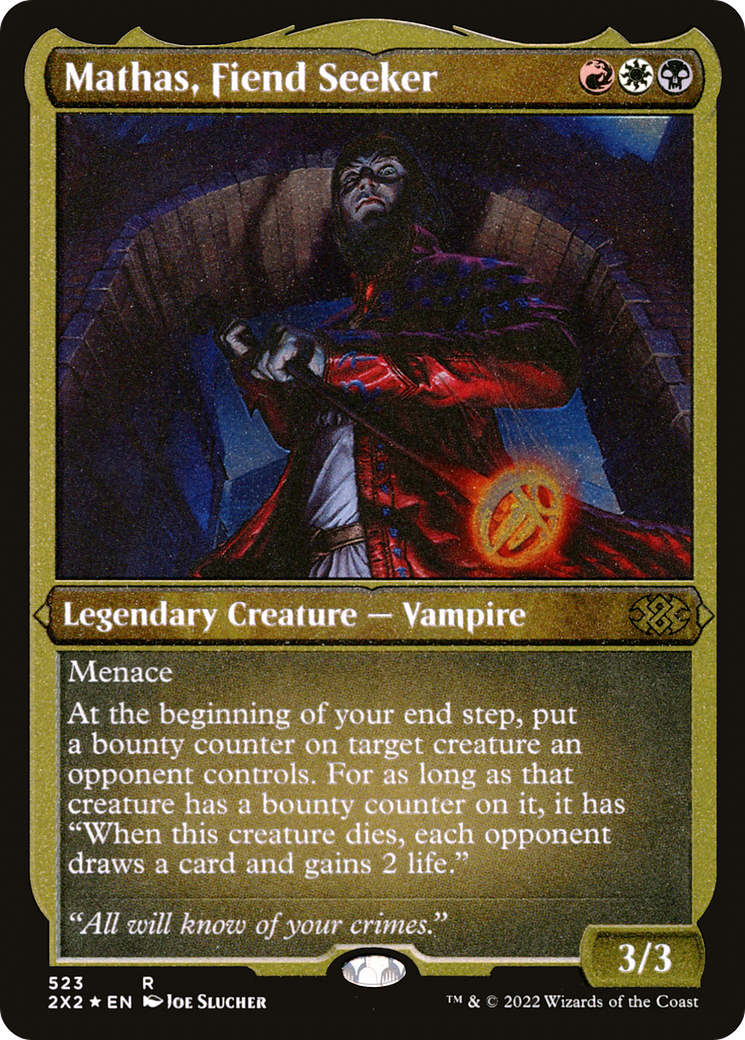 Mathas, Fiend Seeker
Legendary Creature — Vampire
Menace
At the beginning of your end step, put
a bounty counter on target creature an
opponent controls. For as long as that
creature has a bounty counter on it, it has
“When this creature dies, each opponent
draws a card and gains 2 life.”
“All will know of your crimes.”
3/3
523 R
2X2 ★ EN Joe Slucher
™ & © 2022 Wizards of the Coast